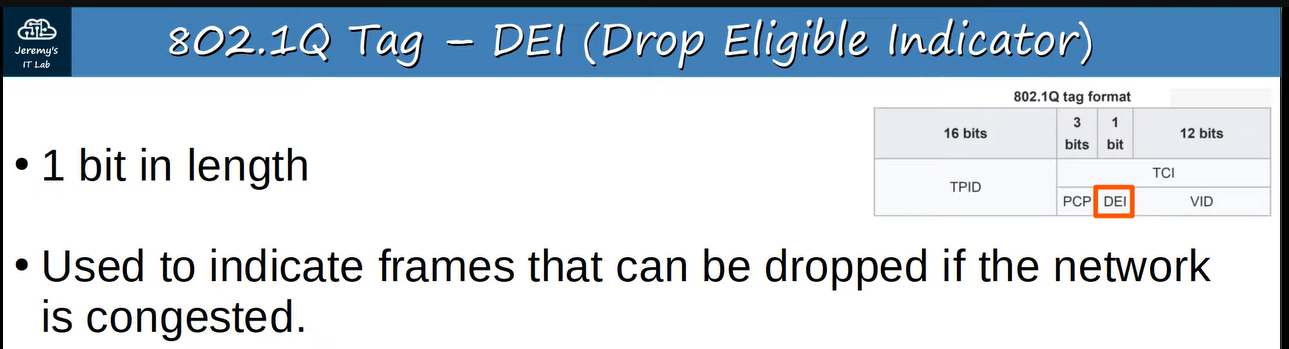 Jeremy's
IT Lab
802.1Q Tag – DEI (Drop Eligible Indicator)
802.1Q tag format
16 bits
3
bits
1
bit
12 bits
TPID
TCI
PCP
DEI
VID
• 1 bit in length
• Used to indicate frames that can be dropped if the network
is congested.